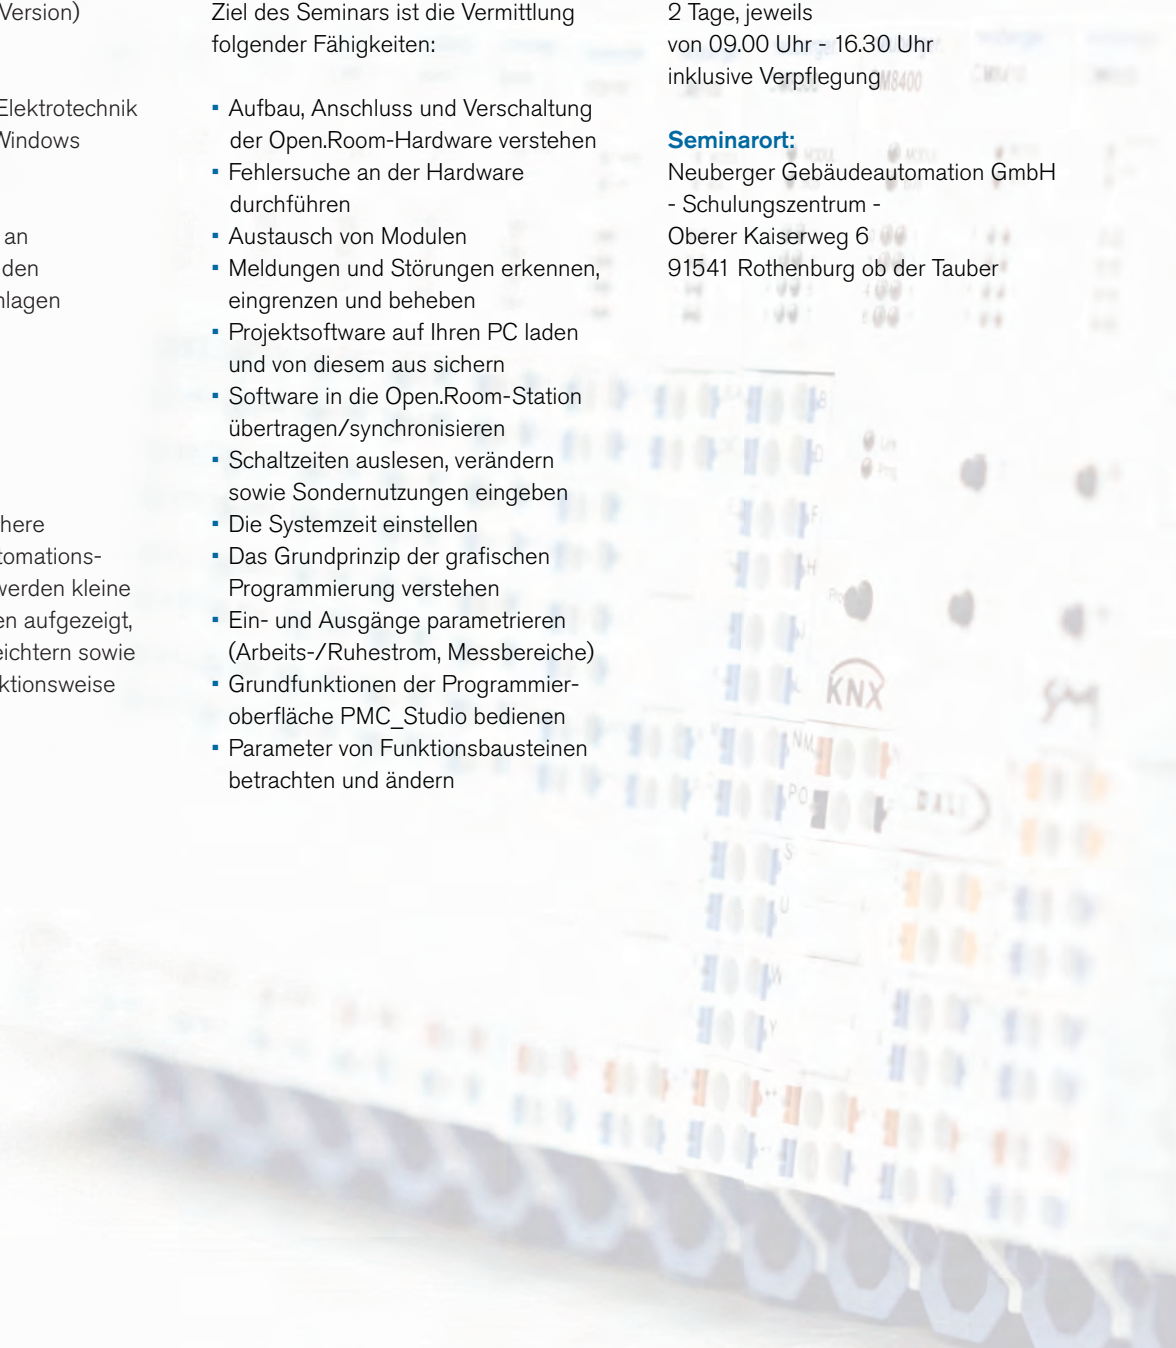 Version)
Elektrotechnik
Windows
an
den
here
werden kleine
aufgezeigt,
sowie
Ziel des Seminars ist die Vermittlung
folgender Fähigkeiten:
▪ Aufbau, Anschluss und Verschaltung
der Open.Room-Hardware verstehen
▪ Fehlersuche an der Hardware
durchführen
▪ Austausch von Modulen
▪ Meldungen und Störungen erkennen,
eingrenzen und beheben
▪ Projektsoftware auf Ihren PC laden
und von diesem aus sichern
▪ Software in die Open.Room-Station
übertragen/synchronisieren
▪ Schaltzeiten auslesen, verändern
sowie Sondernutzungen eingeben
▪ Die Systemzeit einstellen
▪ Das Grundprinzip der grafischen
Programmierung verstehen
▪ Ein- und Ausgänge parametrieren
(Arbeits-/Ruhestrom, Messbereiche)
▪ Grundfunktionen der Programmier-
oberfläche PMC_Studio bedienen
▪ Parameter von Funktionsbausteinen
betrachten und ändern
2 Tage, jeweils
von 09.00 Uhr - 16.30 Uhr
inklusive Verpflegung
Seminarort:
Neuberger Gebäudeautomation GmbH
- Schulungszentrum -
Oberer Kaiserweg 6
91541 Rothenburg ob der Tauber
KNX
DALI